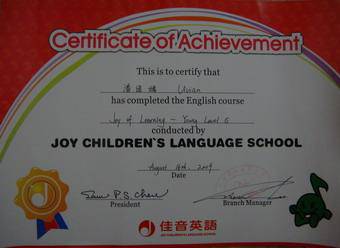 Certificate of Achievement
This is to certify that
Vivian
has completed the English course
Joy of Learning - Young Level 6
conducted by
JOY CHILDREN'S LANGUAGE SCHOOL
August 14th, 2009
Date
President
Branch Manager
佳音英語